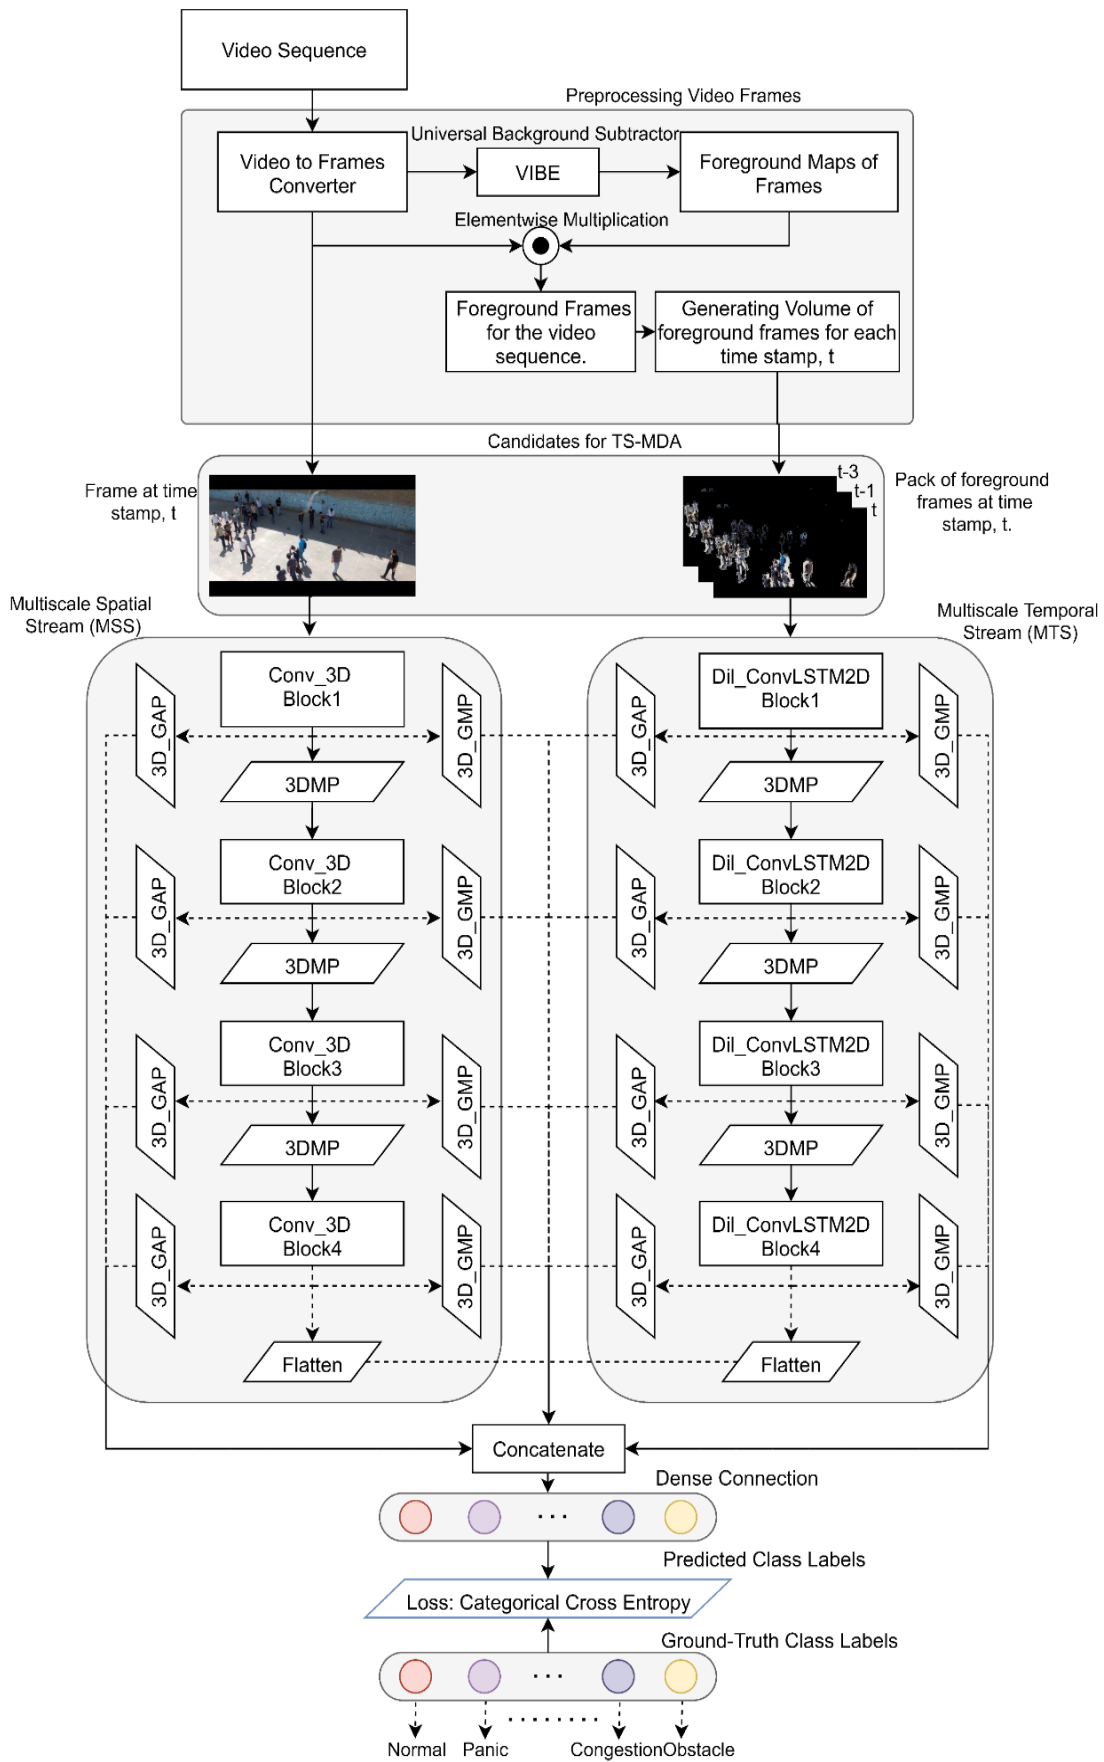 Video Sequence
Preprocessing Video Frames
Universal Background Subtractor
Video to Frames
Converter
VIBE
Foreground Maps of
Frames
Elementwise Multiplication
Foreground Frames
for the video
sequence.
Generating Volume of
foreground frames for each
time stamp, t
Candidates for TS-MDA
Frame at time
stamp, t
t-3
t-1
t
Pack of foreground
frames at time
stamp, t.
Multiscale Spatial
Stream (MSS)
Multiscale Temporal
Stream (MTS)
3D_GAP
Conv_3D
Block1
3D_GMP
3D_GAP
Dil_ConvLSTM2D
Block1
3D_GMP
3DMP
3DMP
3D_GAP
Conv_3D
Block2
3D_GMP
3D_GAP
Dil_ConvLSTM2D
Block2
3D_GMP
3DMP
3DMP
3D_GAP
Conv_3D
Block3
3D_GMP
3D_GAP
Dil_ConvLSTM2D
Block3
3D_GMP
3DMP
3DMP
3D_GAP
Conv_3D
Block4
3D_GMP
3D_GAP
Dil_ConvLSTM2D
Block4
3D_GMP
Flatten
Flatten
Concatenate
Dense Connection
. . .
Predicted Class Labels
Loss: Categorical Cross Entropy
Ground-Truth Class Labels
. . .
. . . . . . . . .
Normal Panic CongestionObstacle